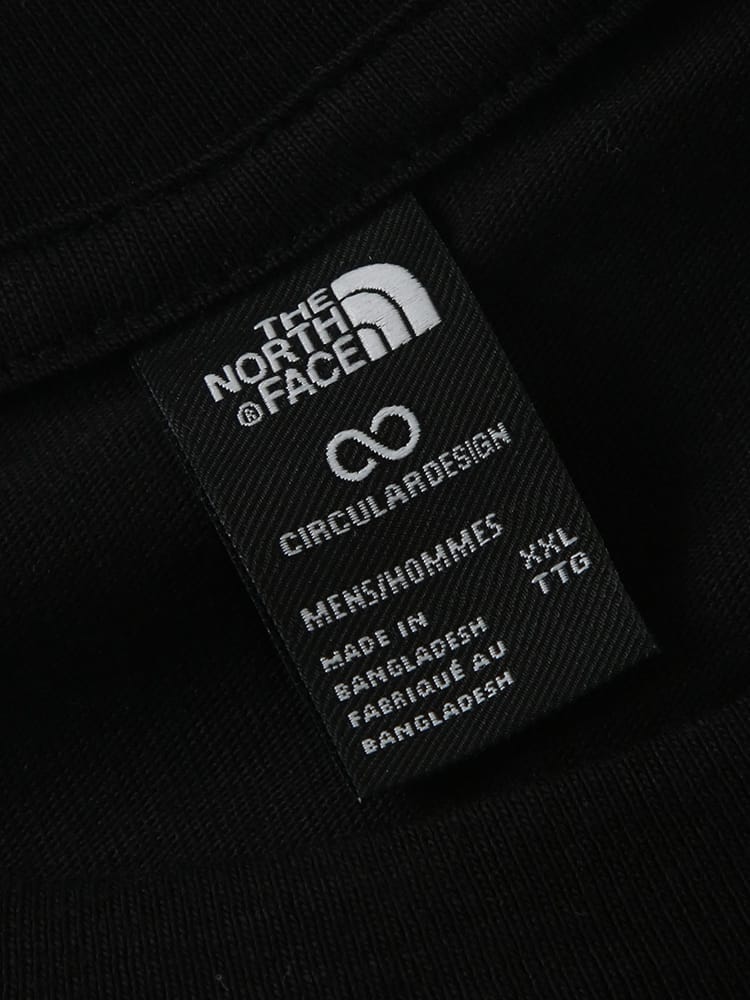 THE
NORTH
®FACE
CIRCULARDESIGN
MENS/HOMMES
XXL
TTG
MADE IN
BANGLADESH
FABRIQUÉ AU
BANGLADESH